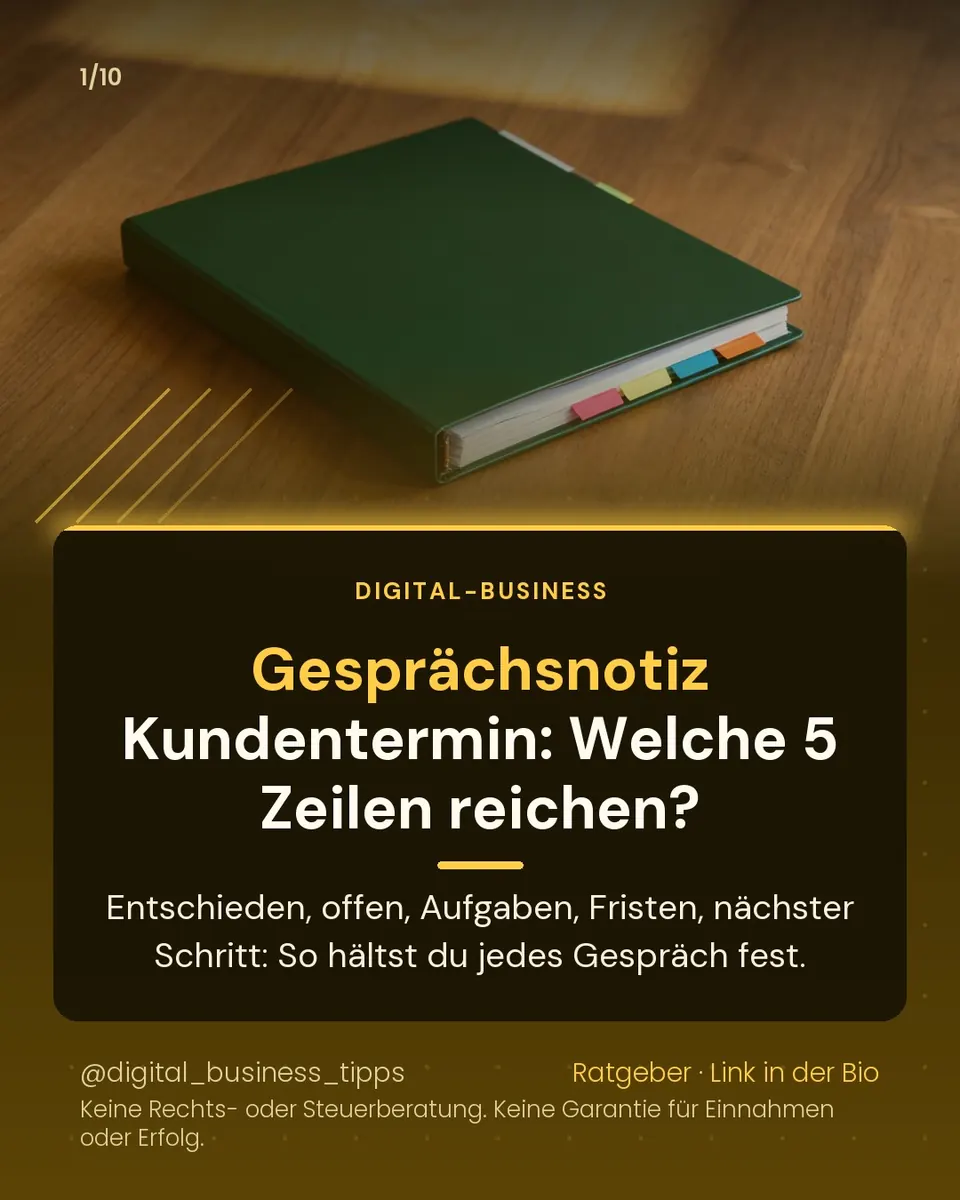 1/10
DIGITAL-BUSINESS
Gesprächsnotiz
Kundentermin: Welche 5
Zeilen reichen?
Entschieden, offen, Aufgaben, Fristen, nächster
Schritt: So hältst du jedes Gespräch fest.
@digital_business_tipps
Ratgeber · Link in der Bio
Keine Rechts- oder Steuerberatung. Keine Garantie für Einnahmen
oder Erfolg.